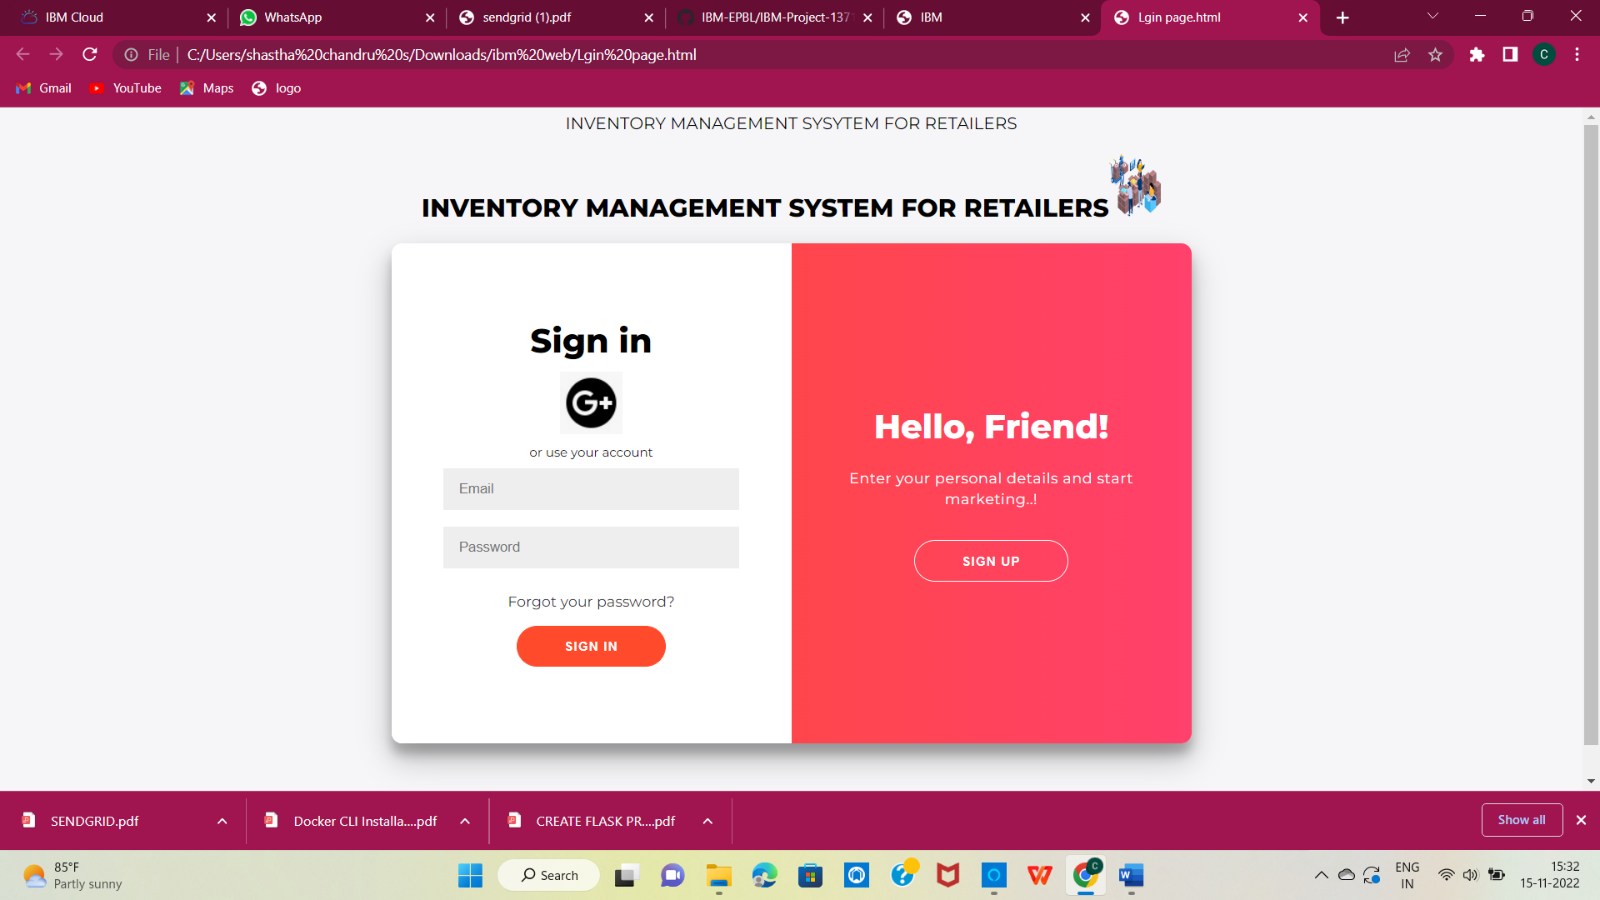 IBM Cloud
WhatsApp
sendgrid (1).pdf
IBM-EPBL/IBM-Project-1371
IBM
Lgin page.html
File
C:/Users/shastha%20chandru%20s/Downloads/ibm%20web/Lgin%20page.html
C
Gmail
YouTube
Maps
logo
INVENTORY MANAGEMENT SYSYTEM FOR RETAILERS
INVENTORY MANAGEMENT SYSTEM FOR RETAILERS
Sign in
G+
or use your account
Email
Password
Forgot your password?
SIGN IN
Hello, Friend!
Enter your personal details and start
marketing..!
SIGN UP
SENDGRID.pdf
Docker CLI Installa....pdf
CREATE FLASK PR....pdf
Show all
85°F
Partly sunny
Search
ENG
IN
15:32
15-11-2022